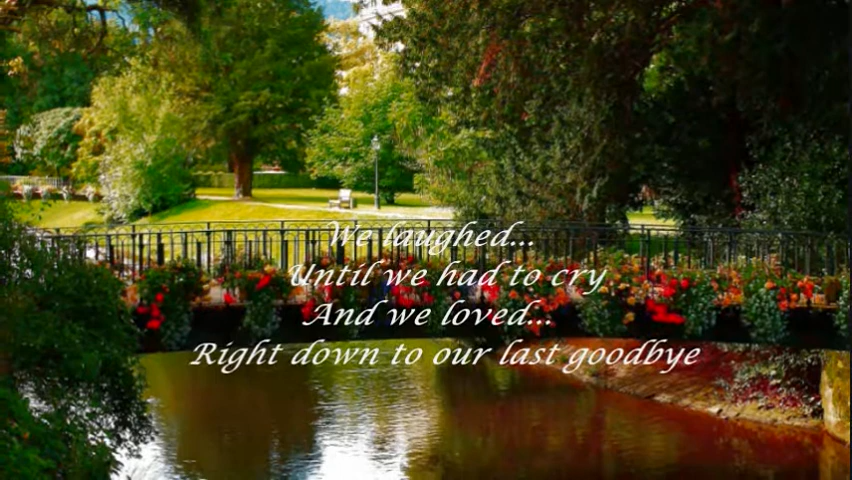 We laughed...
Until we had to cry
And we loved...
Right down to our last goodbye